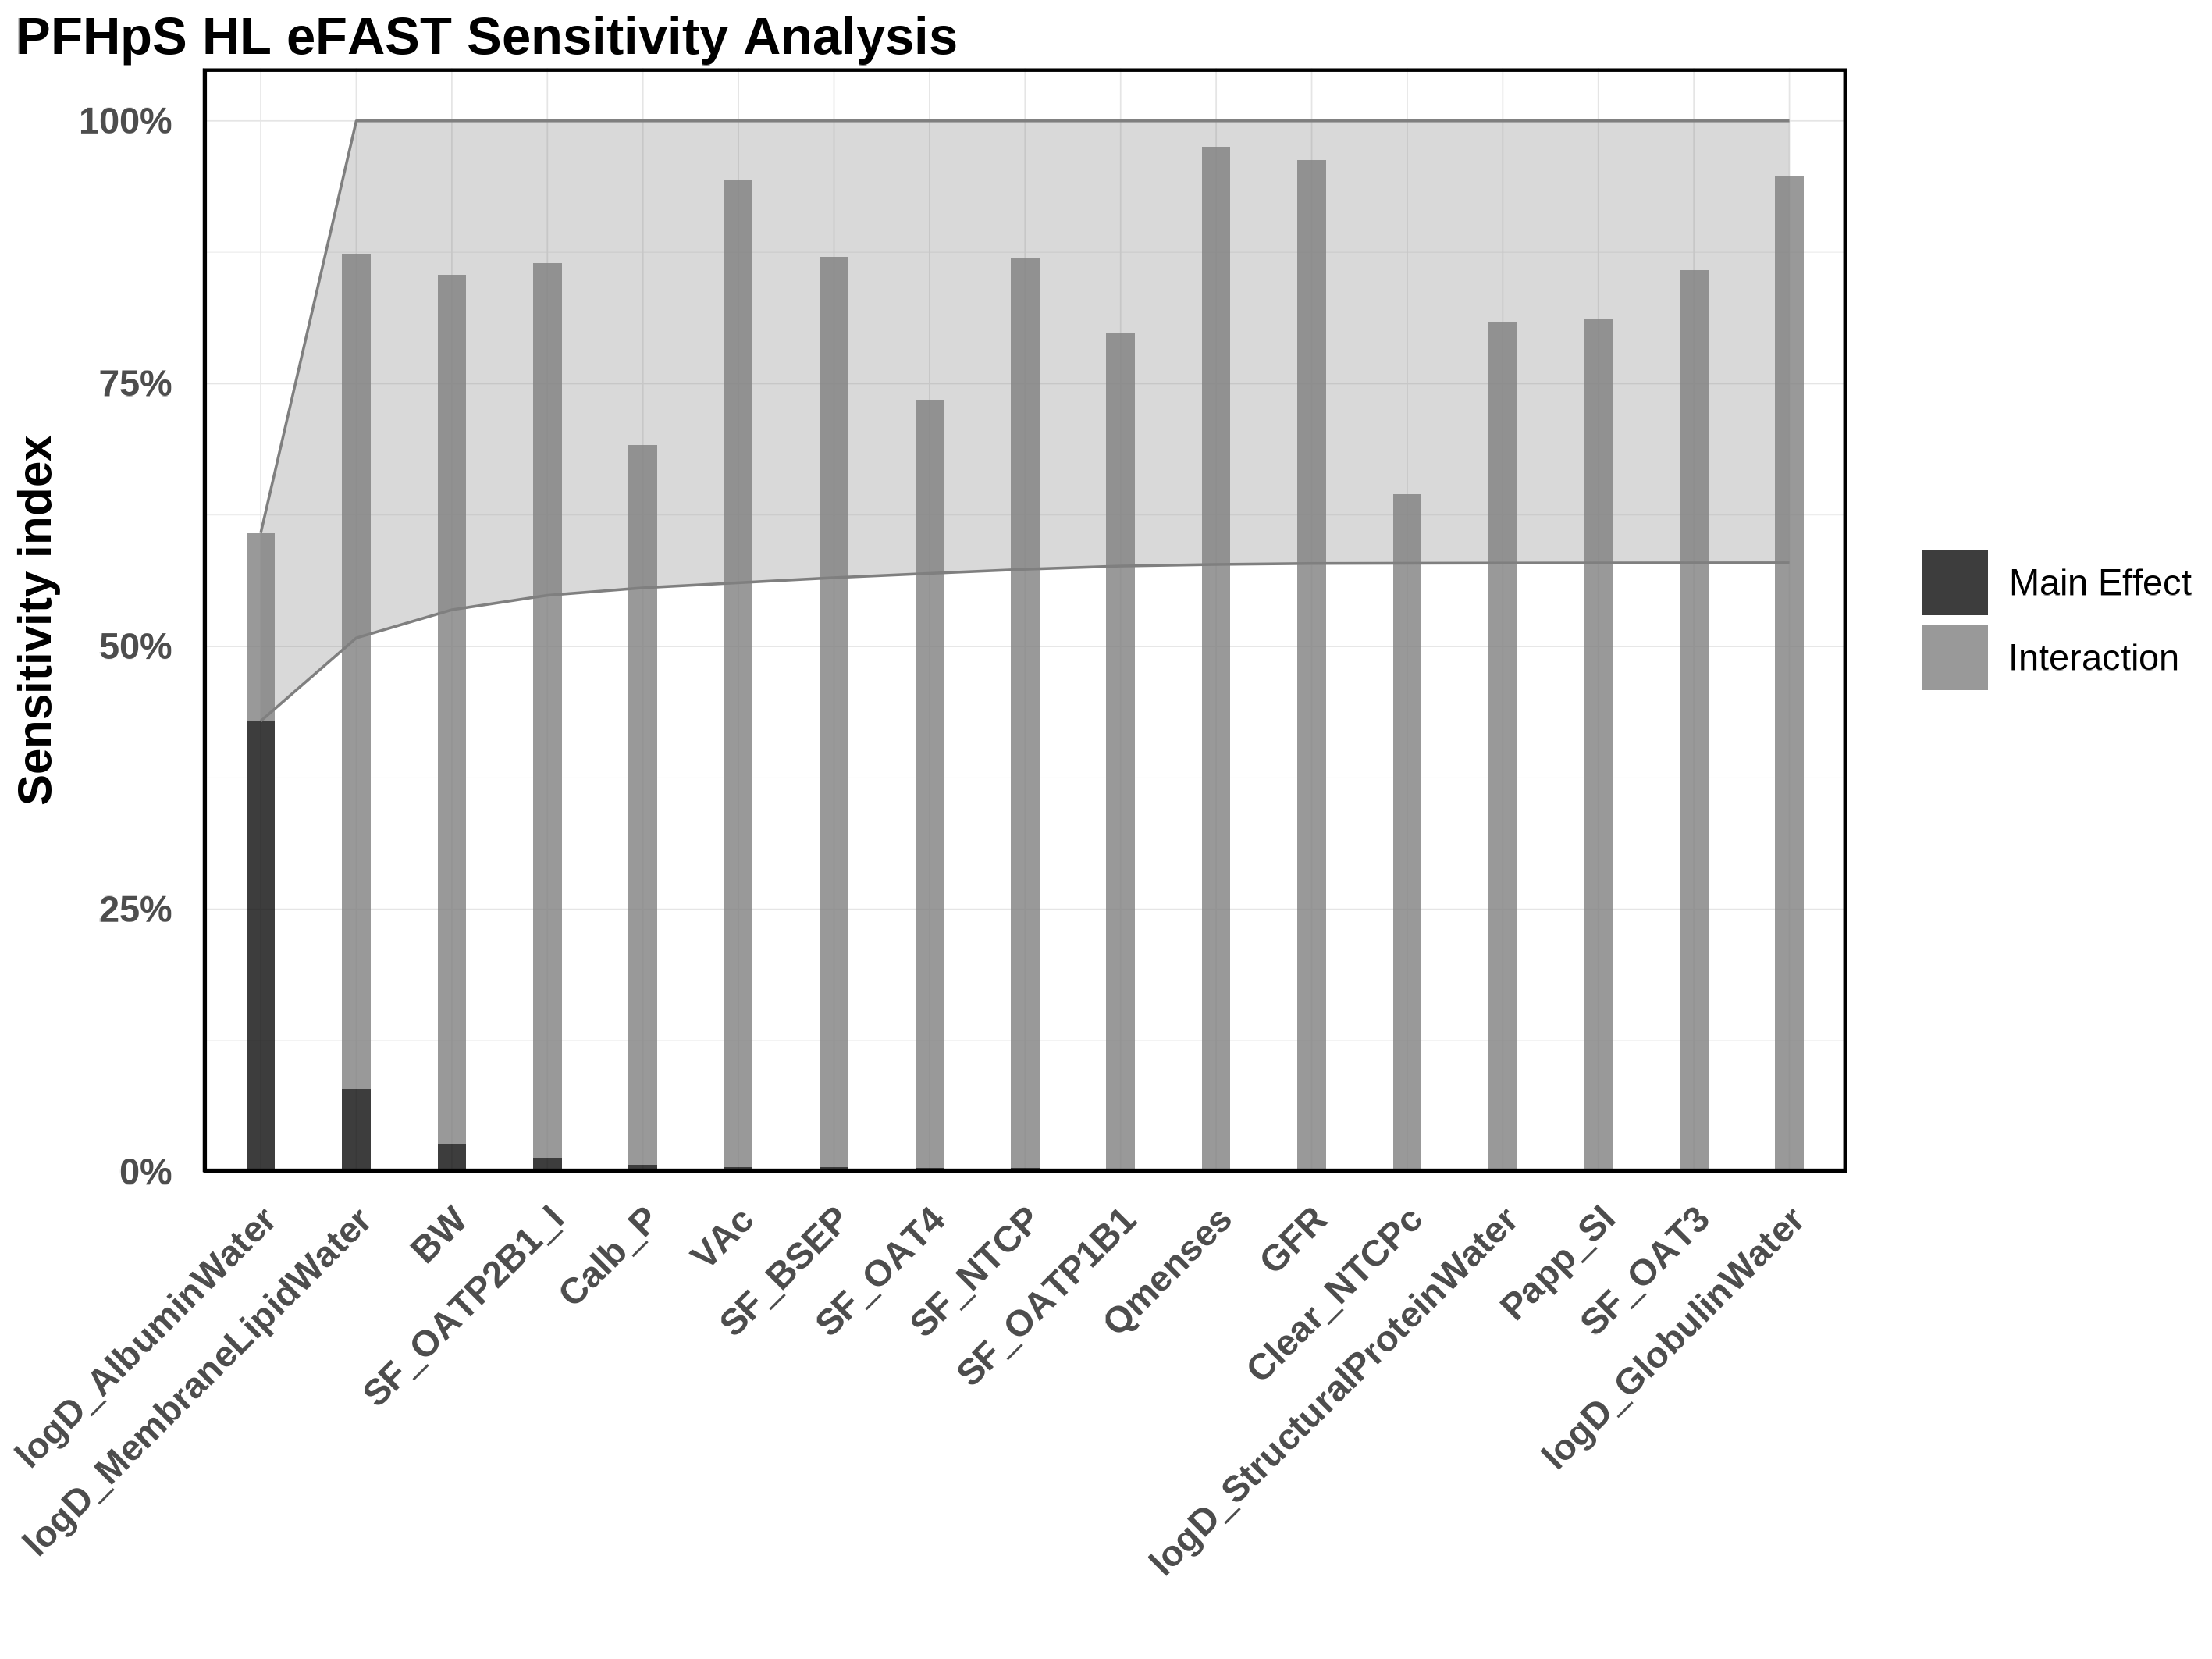 PFHpS HL eFAST Sensitivity Analysis
Sensitivity index
100%
75%
50%
25%
0%
logD_AlbuminWater
logD_MembraneLipidWater
BW
SF_OATP2B1_I
Calb_P
VAc
SF_BSEP
SF_OAT4
SF_NTCP
SF_OATP1B1
Qmenses
GFR
Clear_NTCPc
logD_StructuralProteinWater
Papp_SI
SF_OAT3
logD_GlobulinWater
Main Effect
Interaction